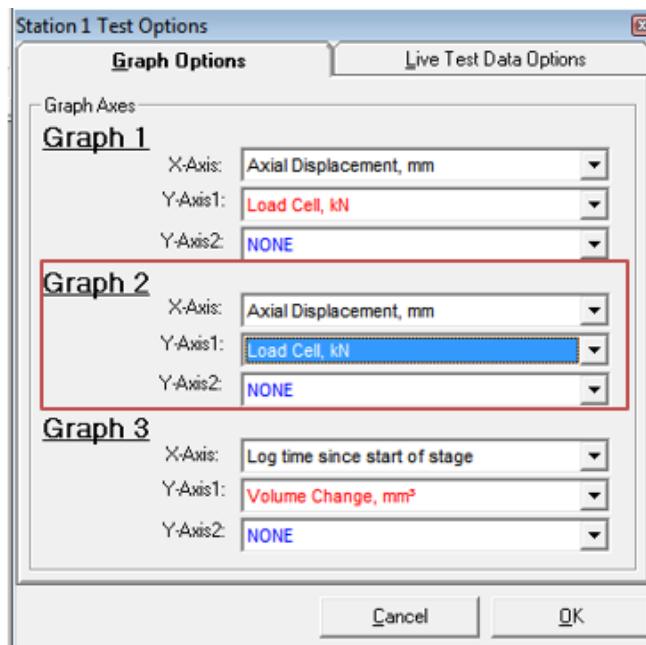 Station 1 Test Options
Graph Options
Live Test Data Options
Graph Axes
Graph 1
X-Axis: Axial Displacement, mm
Y-Axis1: Load Cell, kN
Y-Axis2: NONE
Graph 2
X-Axis: Axial Displacement, mm
Y-Axis1: Load Cell, kN
Y-Axis2: NONE
Graph 3
X-Axis: Log time since start of stage
Y-Axis1: Volume Change, mm³
Y-Axis2: NONE
Cancel
OK